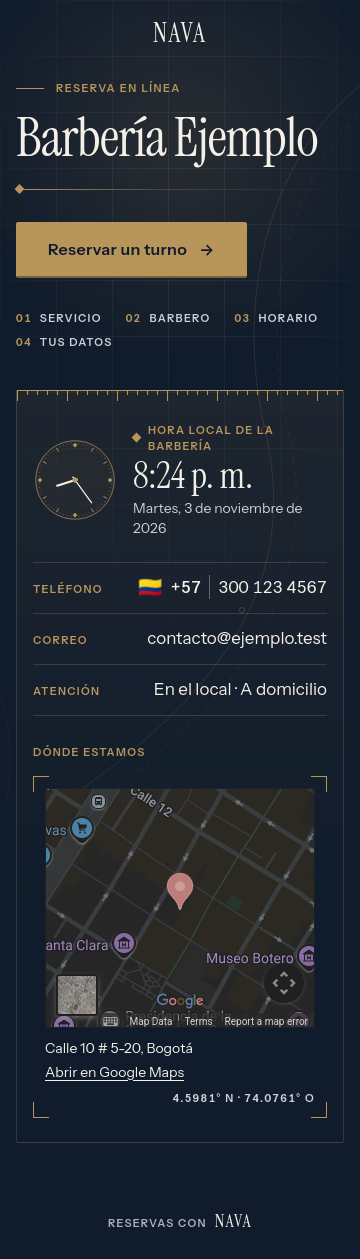 NAVA
RESERVA EN LÍNEA
Barbería Ejemplo
Reservar un turno →
01 SERVICIO 02 BARBERO 03 HORARIO
04 TUS DATOS
HORA LOCAL DE LA
BARBERÍA
8:24 p. m.
Martes, 3 de noviembre de
2026
TELÉFONO +57 300 123 4567
CORREO contacto@ejemplo.test
ATENCIÓN En el local · A domicilio
DÓNDE ESTAMOS
Calle 12
vas
anta Clara
Museo Botero
Google
Map Data Terms Report a map error
Calle 10 # 5-20, Bogotá
Abrir en Google Maps
4.5981° N · 74.0761° O
RESERVAS CON NAVA